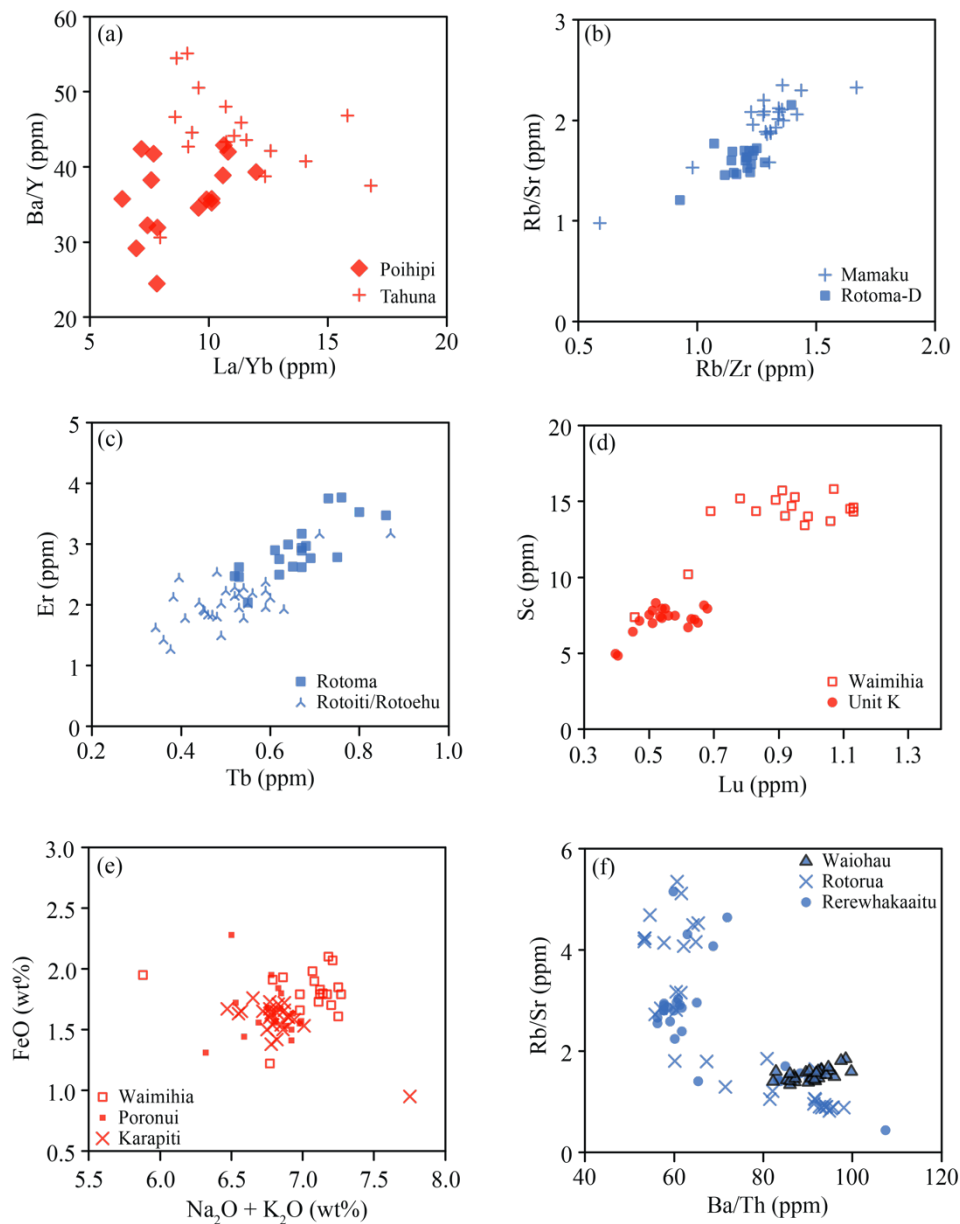 (a)
60
50
40
30
20
Ba/Y (ppm)
5 10 15 20
La/Yb (ppm)
Poihipi
Tahuna
(b)
3
2
1
0
Rb/Sr (ppm)
0.5 1.0 1.5 2.0
Rb/Zr (ppm)
Mamaku
Rotoma-D
(c)
5
4
3
2
1
0
Er (ppm)
0.2 0.4 0.6 0.8 1.0
Tb (ppm)
Rotoma
Rotoiti/Rotoehu
(d)
20
15
10
5
0
Sc (ppm)
0.3 0.5 0.7 0.9 1.1 1.3
Lu (ppm)
Waimihia
Unit K
(e)
3.0
2.5
2.0
1.5
1.0
0.5
FeO (wt%)
5.5 6.0 6.5 7.0 7.5 8.0
Na₂O + K₂O (wt%)
Waimihia
Poronui
Karapiti
(f)
6
4
2
0
Rb/Sr (ppm)
40 60 80 100 120
Ba/Th (ppm)
Waiohau
Rotorua
Rerewhakaaitu